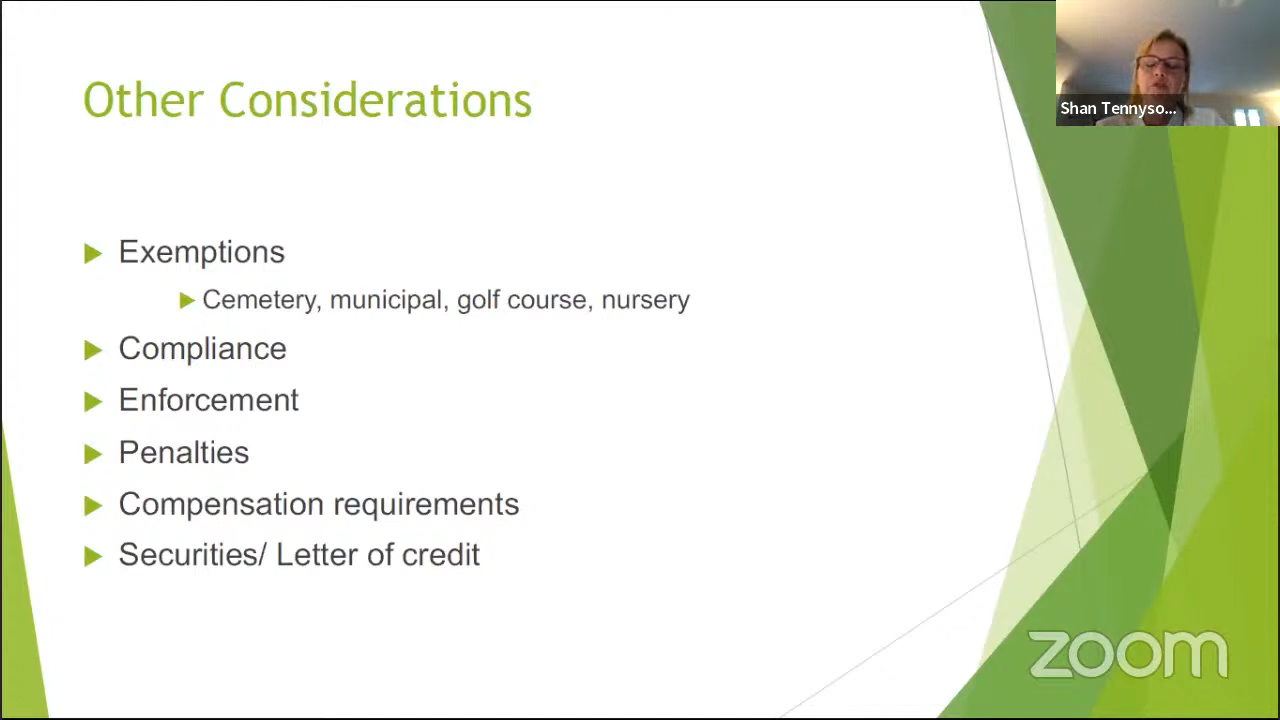 Other Considerations
Shan Tennyso...
Exemptions
Cemetery, municipal, golf course, nursery
Compliance
Enforcement
Penalties
Compensation requirements
Securities/ Letter of credit
zoom